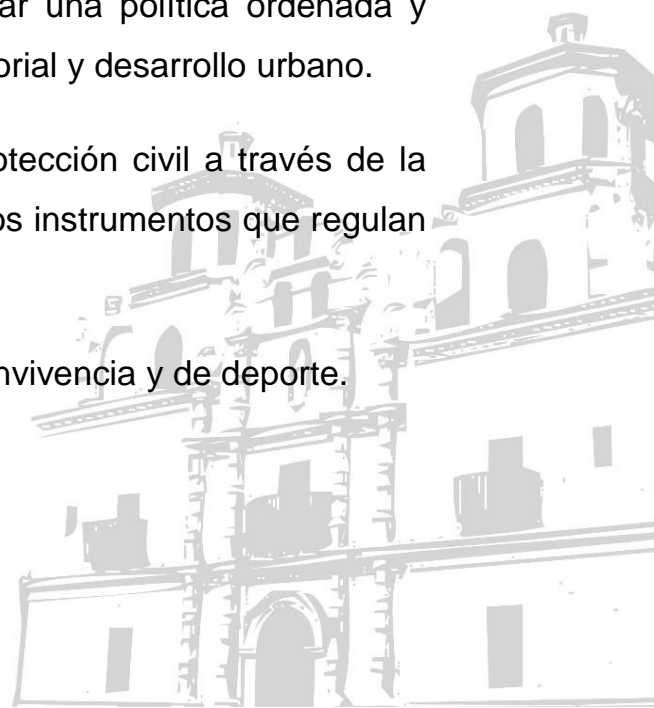 ar una política ordenada y
orial y desarrollo urbano.
otección civil a través de la
os instrumentos que regulan
nvivencia y de deporte.